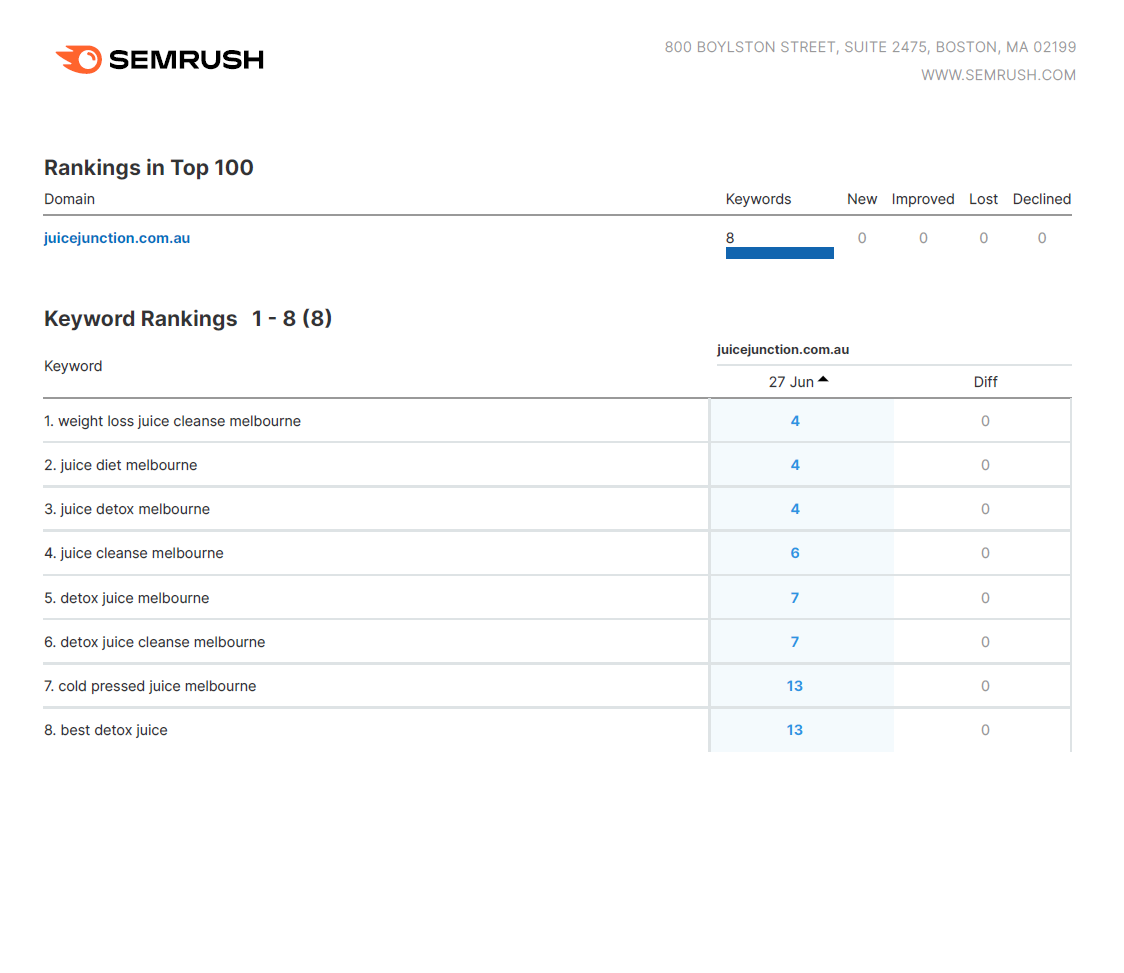 SEMRUSH
800 BOYLSTON STREET, SUITE 2475, BOSTON, MA 02199
WWW.SEMRUSH.COM
Rankings in Top 100
Domain Keywords New Improved Lost Declined
juicejunction.com.au 8 0 0 0 0
Keyword Rankings 1 - 8 (8)
juicejunction.com.au
Keyword
27 Jun Diff
1. weight loss juice cleanse melbourne 4 0
2. juice diet melbourne 4 0
3. juice detox melbourne 4 0
4. juice cleanse melbourne 6 0
5. detox juice melbourne 7 0
6. detox juice cleanse melbourne 7 0
7. cold pressed juice melbourne 13 0
8. best detox juice 13 0